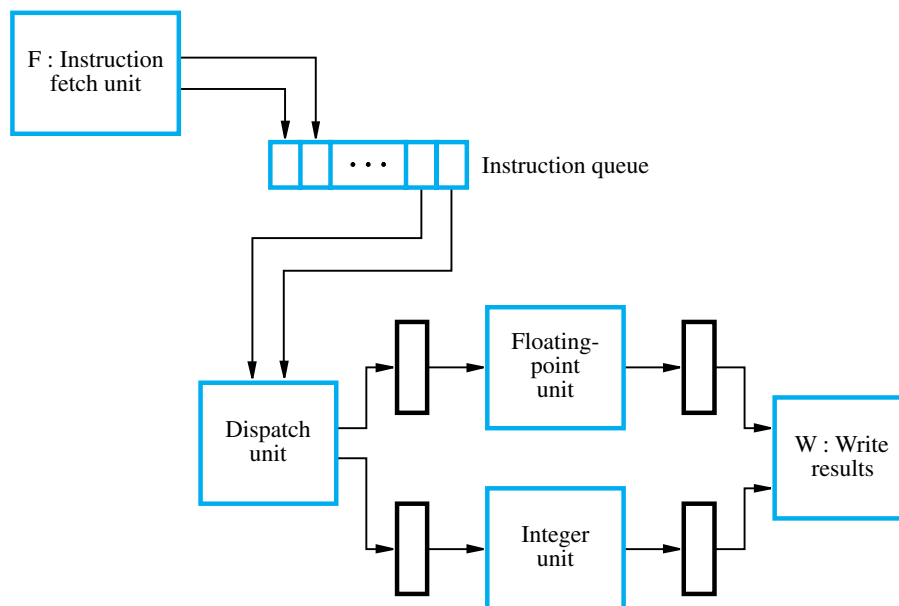 F : Instruction
fetch unit
Instruction queue
Floating-
point
unit
Dispatch
unit
W : Write
results
Integer
unit